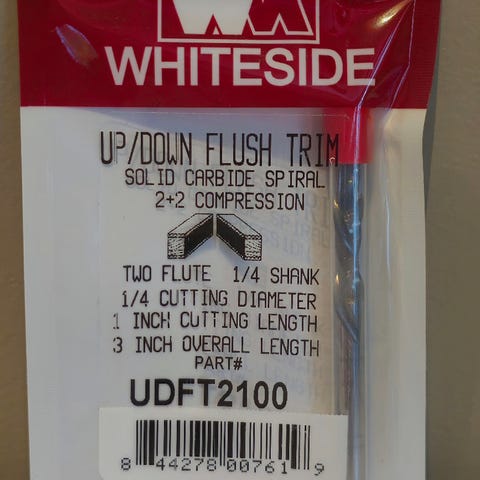 WHITESIDE
UP/DOWN FLUSH TRIM
SOLID CARBIDE SPIRAL
2+2 COMPRESSION
TWO FLUTE 1/4 SHANK
1/4 CUTTING DIAMETER
1 INCH CUTTING LENGTH
3 INCH OVERALL LENGTH
PART#
UDFT2100
8 44278 00761 9